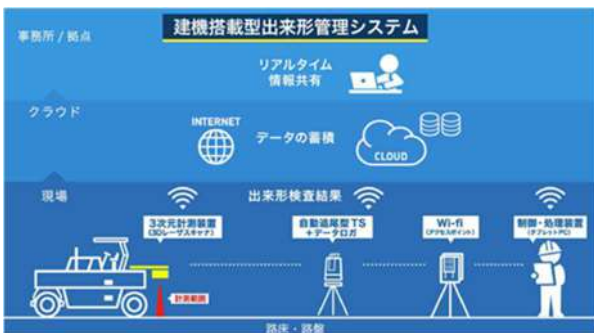 建機搭載型出来形管理システム
事務所 / 拠点
リアルタイム
情報共有
クラウド
INTERNET
データの蓄積
CLOUD
現場
出来形検査結果
3次元計測装置
(3Dレーザスキャナ)
自動追尾型TS
+データロガ
Wi-fi
(アクセスポイント)
制御・処理装置
(タブレットPC)
計測範囲
路床・路盤